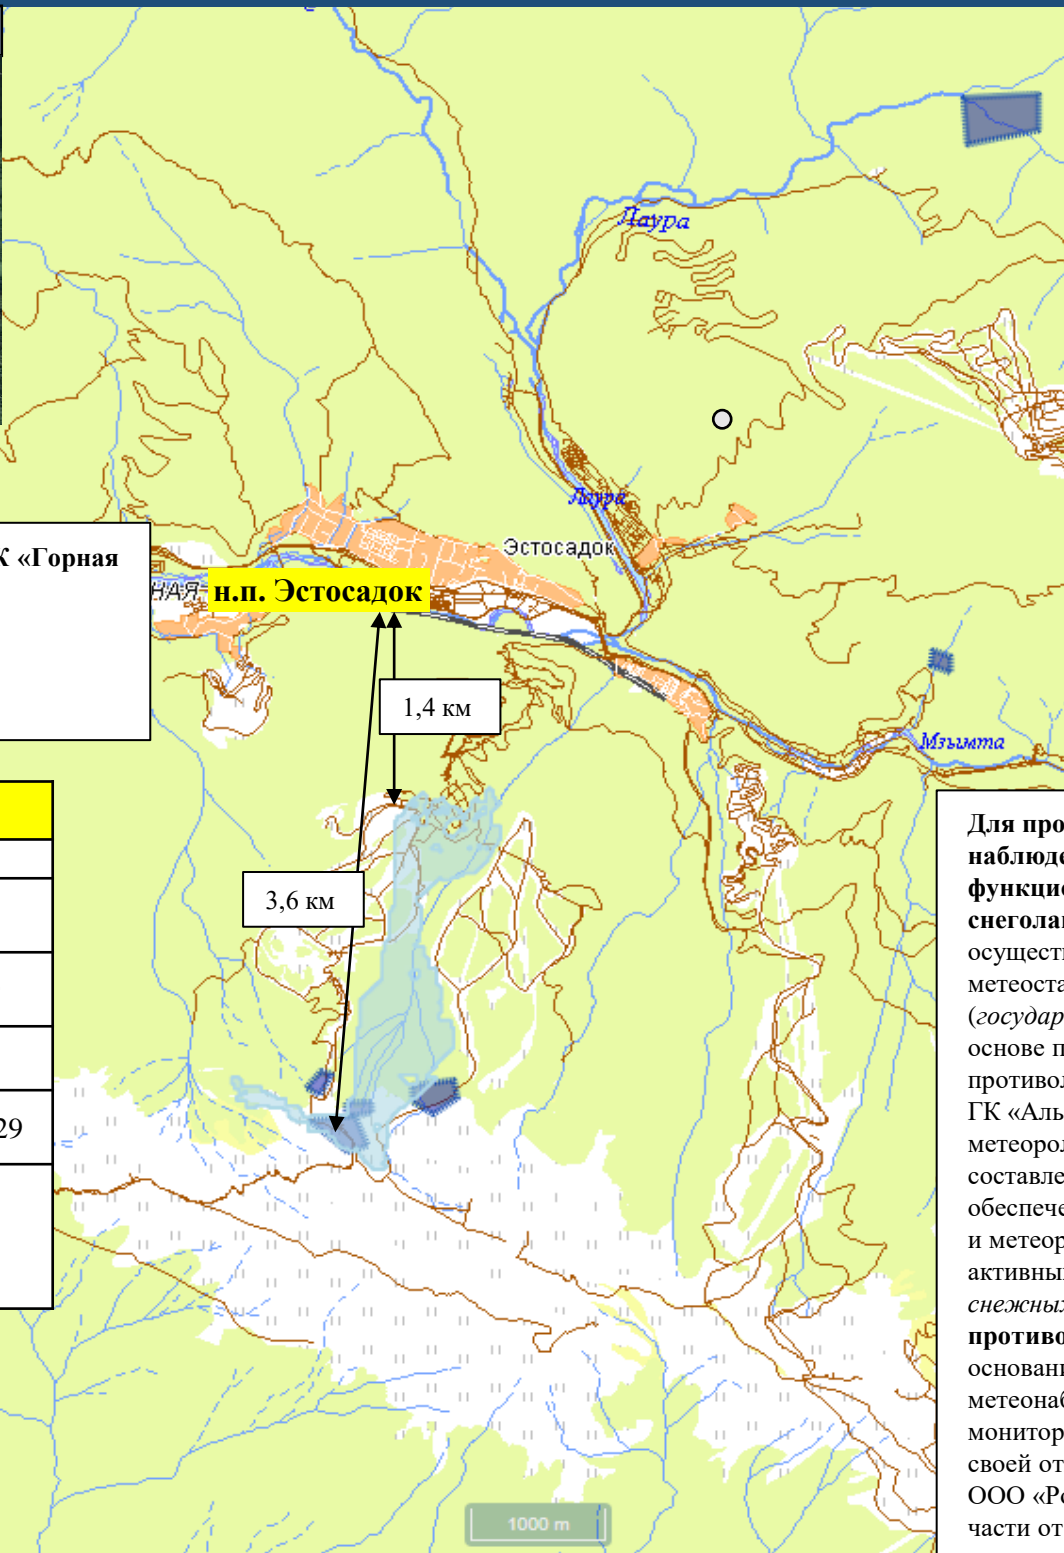 Лаура
Лаура
Эстосадок
К «Горная
НАЯ
н.п. Эстосадок
1,4 км
Мзымта
3,6 км
29
Для про
наблюде
функцио
снеголав
осущест
метеоста
(государ
основе п
противол
ГК «Аль
метеорол
составле
обеспече
и метеор
активны
снежных
противо
основани
метеонаб
монитор
своей от
ООО «Ро
части от
1000 m